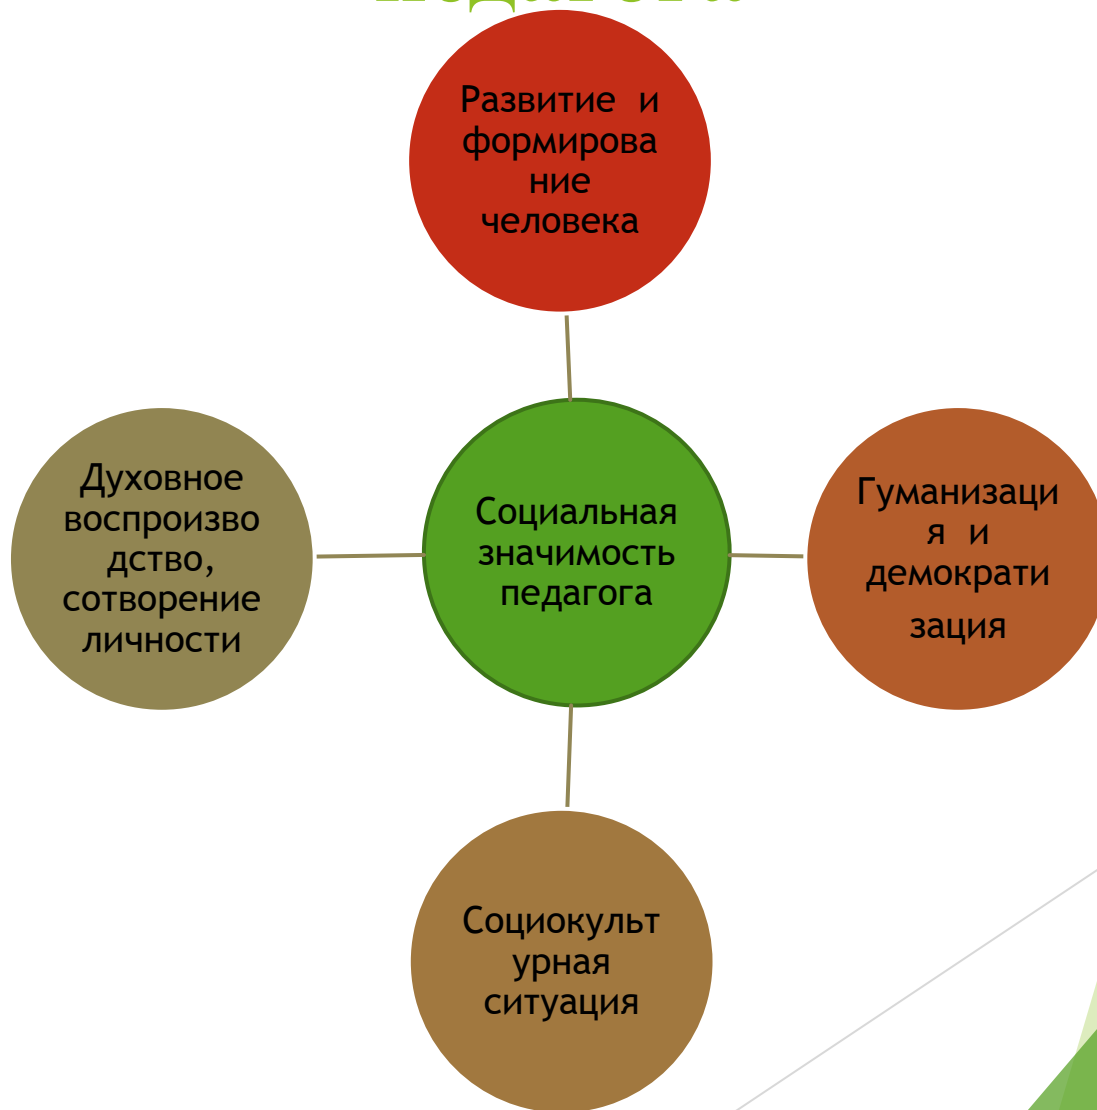 Развитие и
формирова
ние
человека
Духовное
воспроизво
дство,
сотворение
личности
Социальная
значимость
педагога
Гуманизаци
я и
демократи
зация
Социокульт
урная
ситуация